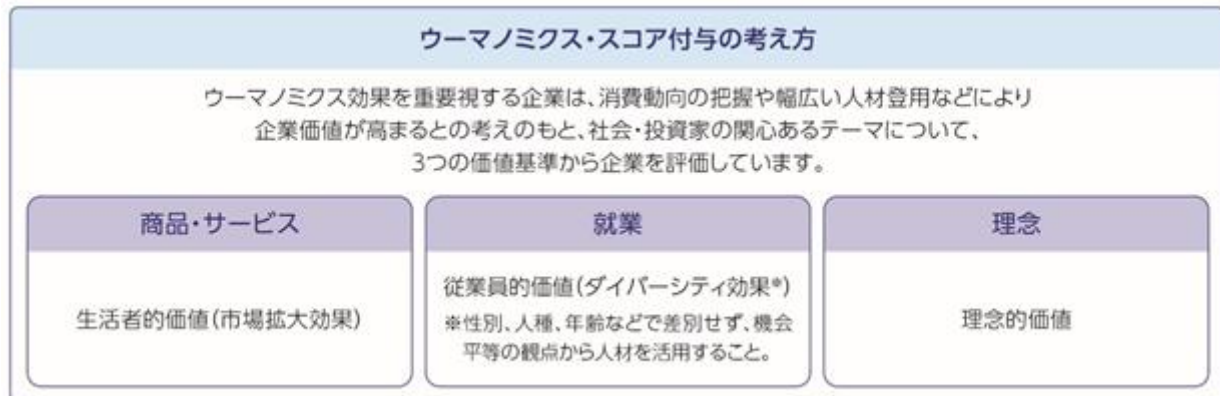 ウーマノミクス・スコア付与の考え方
ウーマノミクス効果を重要視する企業は、消費動向の把握や幅広い人材登用などにより
企業価値が高まるとの考えのもと、社会・投資家の関心あるテーマについて、
3つの価値基準から企業を評価しています。
商品・サービス
生活者的価値(市場拡大効果)
就業
従業員的価値(ダイバーシティ効果※)
※性別、人種、年齢などで差別せず、機会
平等の観点から人材を活用すること。
理念
理念的価値